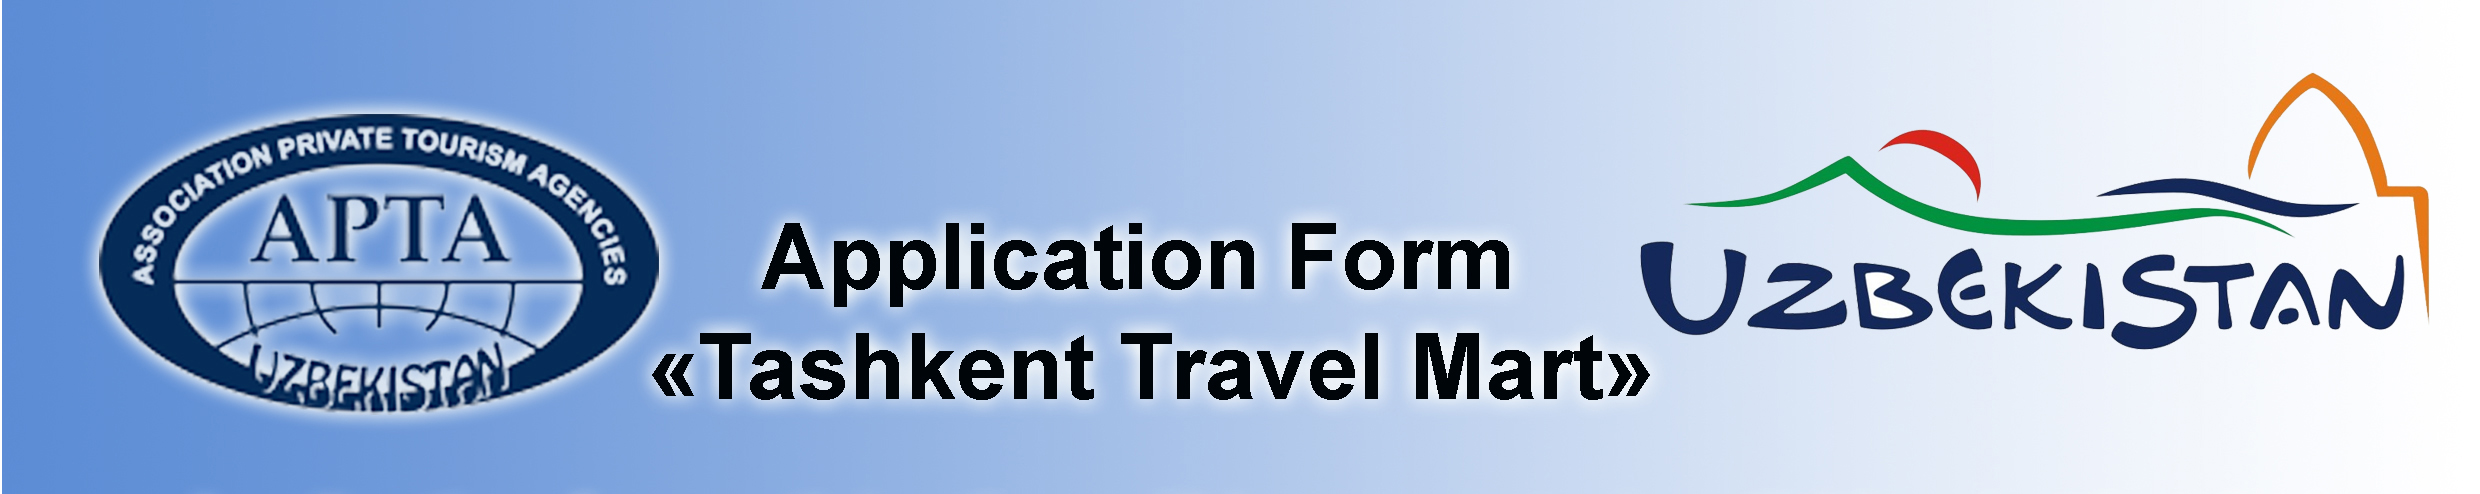 ASSOCIATION PRIVATE TOURISM AGENCIES
APTA
UZBEKISTAN
Application Form
«Tashkent Travel Mart»
UZBEKISTAN